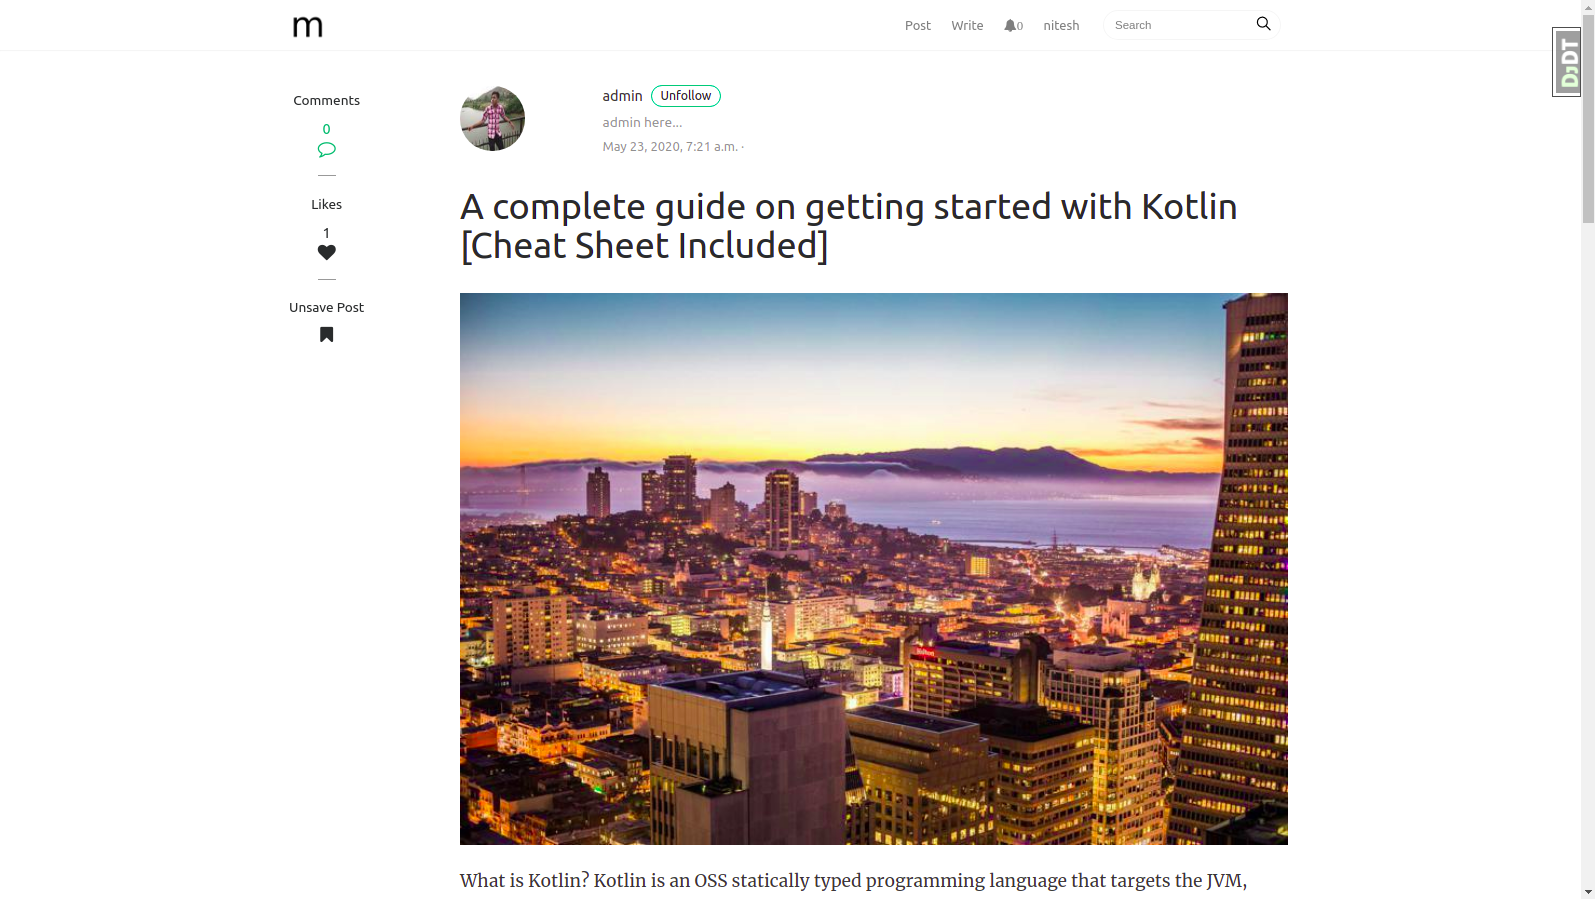 m
Post Write 0 nitesh Search
DjDT
Comments
0
Likes
1
Unsave Post
admin Unfollow
admin here...
May 23, 2020, 7:21 a.m. ·
A complete guide on getting started with Kotlin
[Cheat Sheet Included]
Hilton
What is Kotlin? Kotlin is an OSS statically typed programming language that targets the JVM,